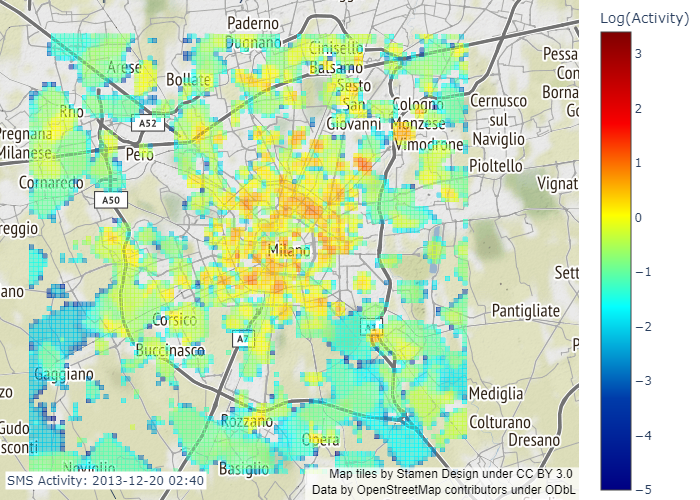 Log(Activity)
Paderno
Dugnano
Cinisello
Balsamo
Arese
Bollate
Sesto
San
Giovanni
Cologno
Monzese
Cernusco
sul
Naviglio
Pessa
Con
Borna
Go
Rho
A52
Pregnana
Milanese
Pero
Vimodrone
Pioltello
Cornaredo
Vignat
A50
reggio
Milano
Sett
ano
Pantigliate
Corsico
A1
A7
Buccinasco
P
Gaggiano
zo
Mediglia
Gudo
sconti
Rozzano
Opera
Colturano
Dresano
Noviglio
Basiglio
SMS Activity: 2013-12-20 02:40
Map tiles by Stamen Design under CC BY 3.0
Data by OpenStreetMap contributors under ODbL
3
2
1
0
−1
−2
−3
−4
−5